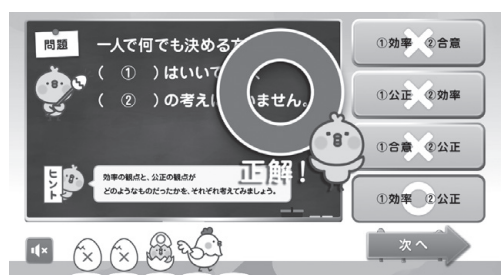 問題
一人で何でも決める方
( ① )はいいで
( ② )の考えに いません。
正解!
ヒント
効率の観点と、公正の観点が
どのようなものだったかを、それぞれ考えてみましょう。
①効率 ②合意
①公正 ②効率
①合意 ②公正
①効率 ②公正
次へ